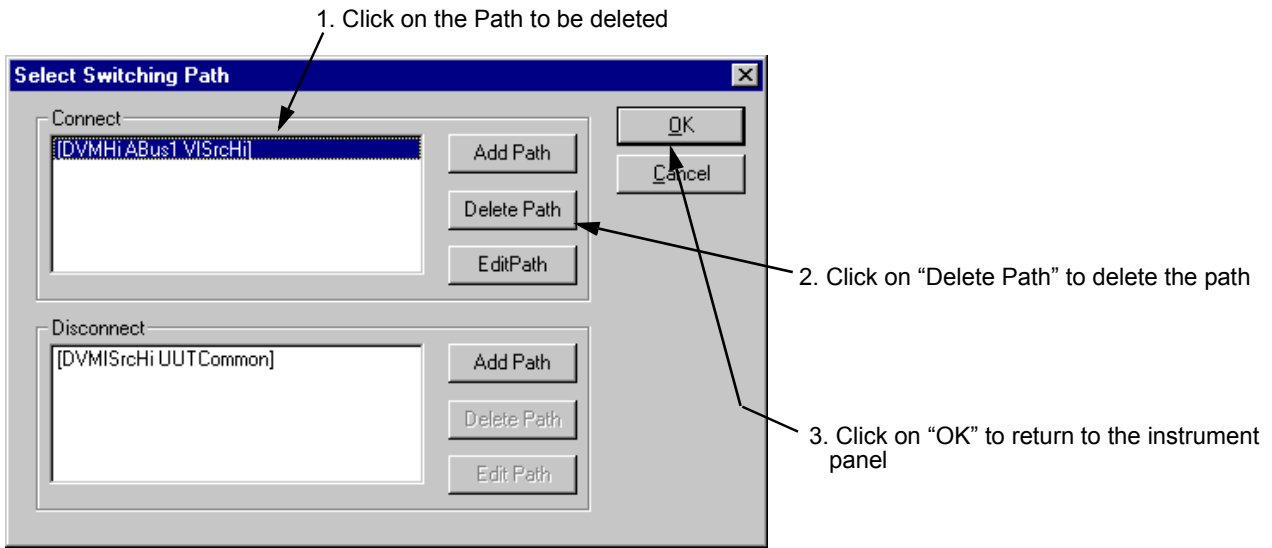 1. Click on the Path to be deleted
Select Switching Path
Connect
[DVMHi ABus1 VISrcHi]
Add Path
Delete Path
EditPath
OK
Cancel
2. Click on “Delete Path” to delete the path
Disconnect
[DVMISrcHi UUTCommon]
Add Path
Delete Path
Edit Path
3. Click on “OK” to return to the instrument
panel